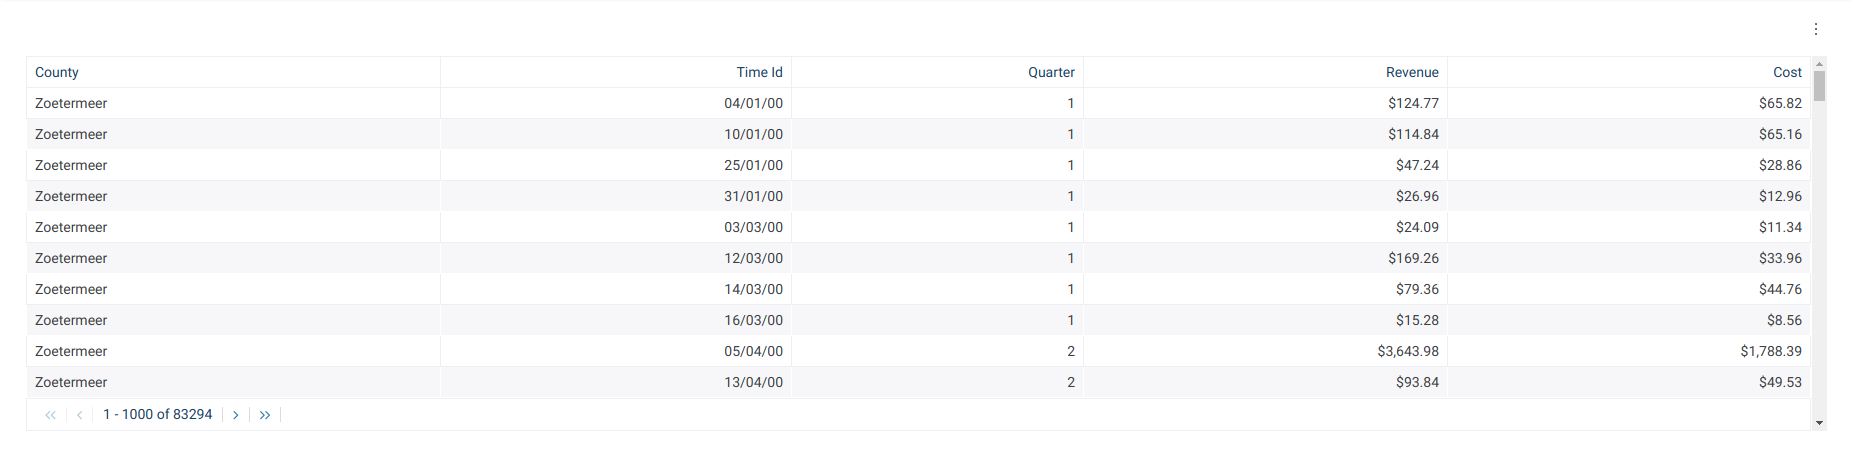 County Time Id Quarter Revenue Cost
Zoetermeer 04/01/00 1 $124.77 $65.82
Zoetermeer 10/01/00 1 $114.84 $65.16
Zoetermeer 25/01/00 1 $47.24 $28.86
Zoetermeer 31/01/00 1 $26.96 $12.96
Zoetermeer 03/03/00 1 $24.09 $11.34
Zoetermeer 12/03/00 1 $169.26 $33.96
Zoetermeer 14/03/00 1 $79.36 $44.76
Zoetermeer 16/03/00 1 $15.28 $8.56
Zoetermeer 05/04/00 2 $3,643.98 $1,788.39
Zoetermeer 13/04/00 2 $93.84 $49.53
1 - 1000 of 83294